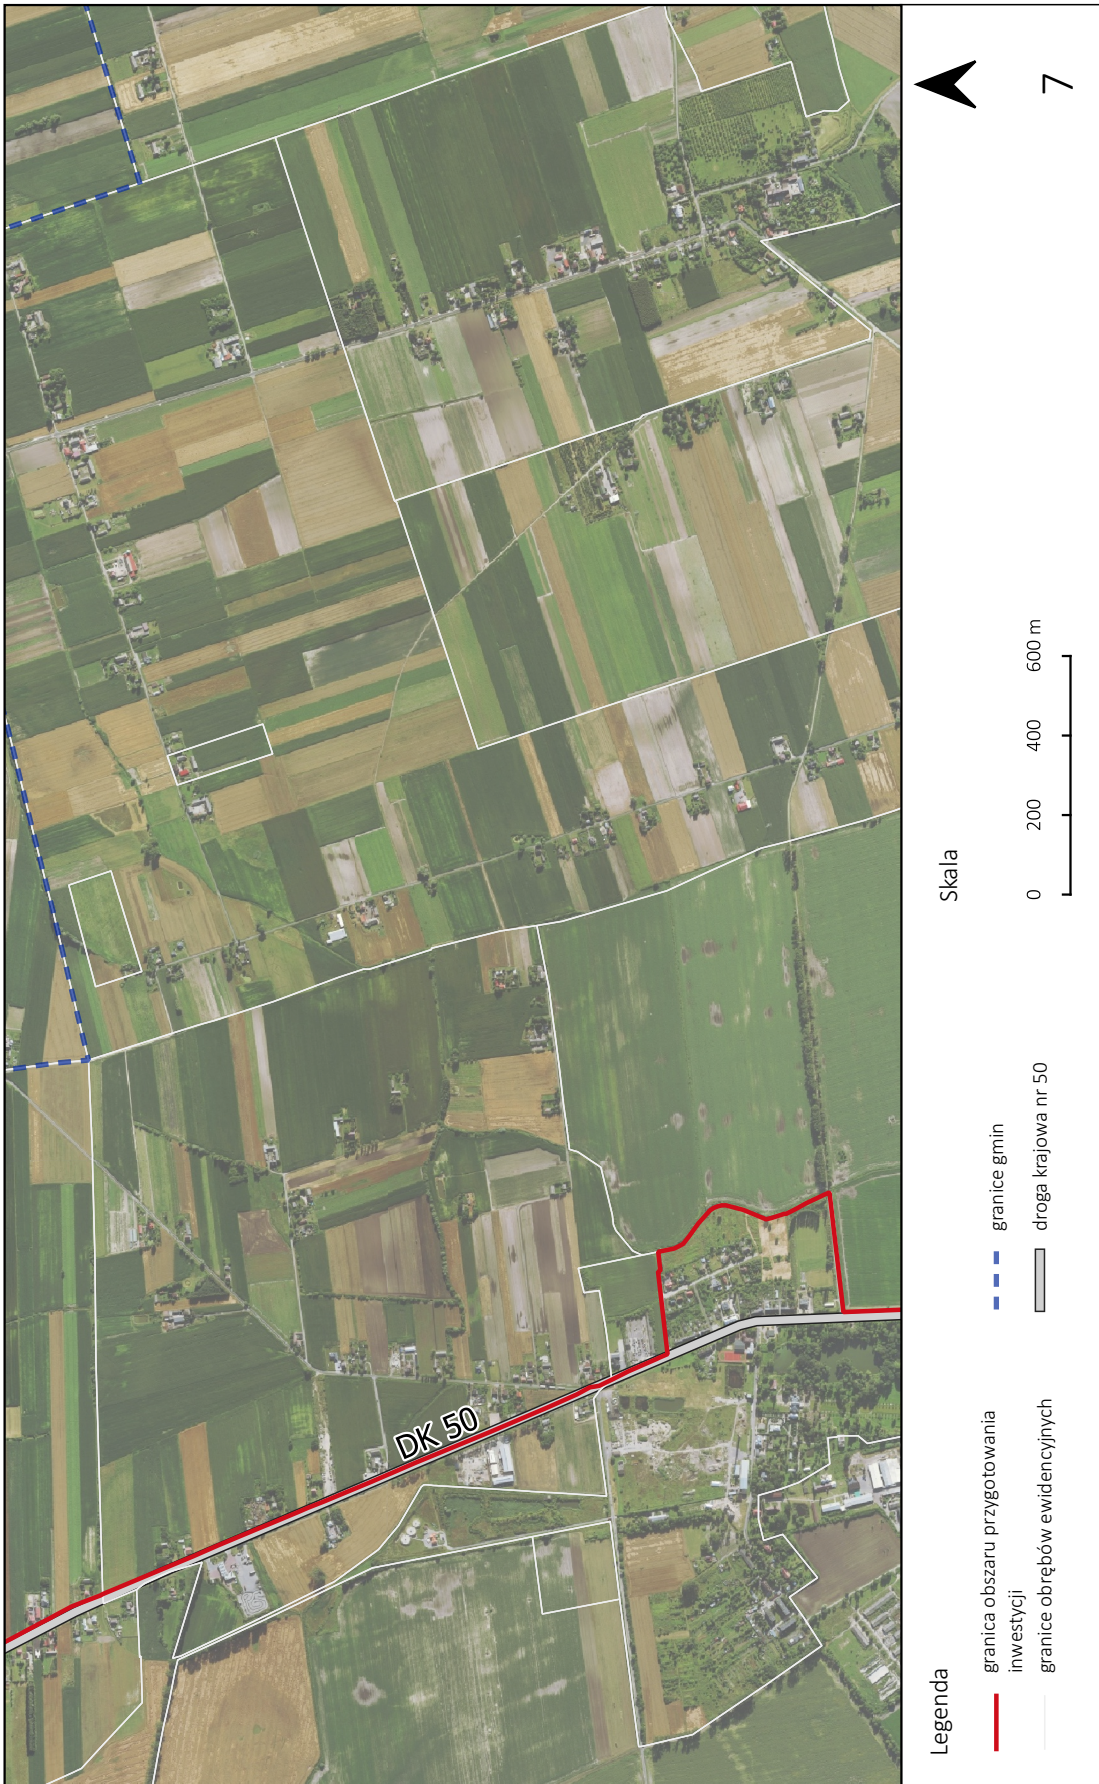 DK 50
Legenda
granica obszaru przygotowania
inwestycji
granice obrębów ewidencyjnych
granice gmin
droga krajowa nr 50
Skala
0 200 400 600 m
7